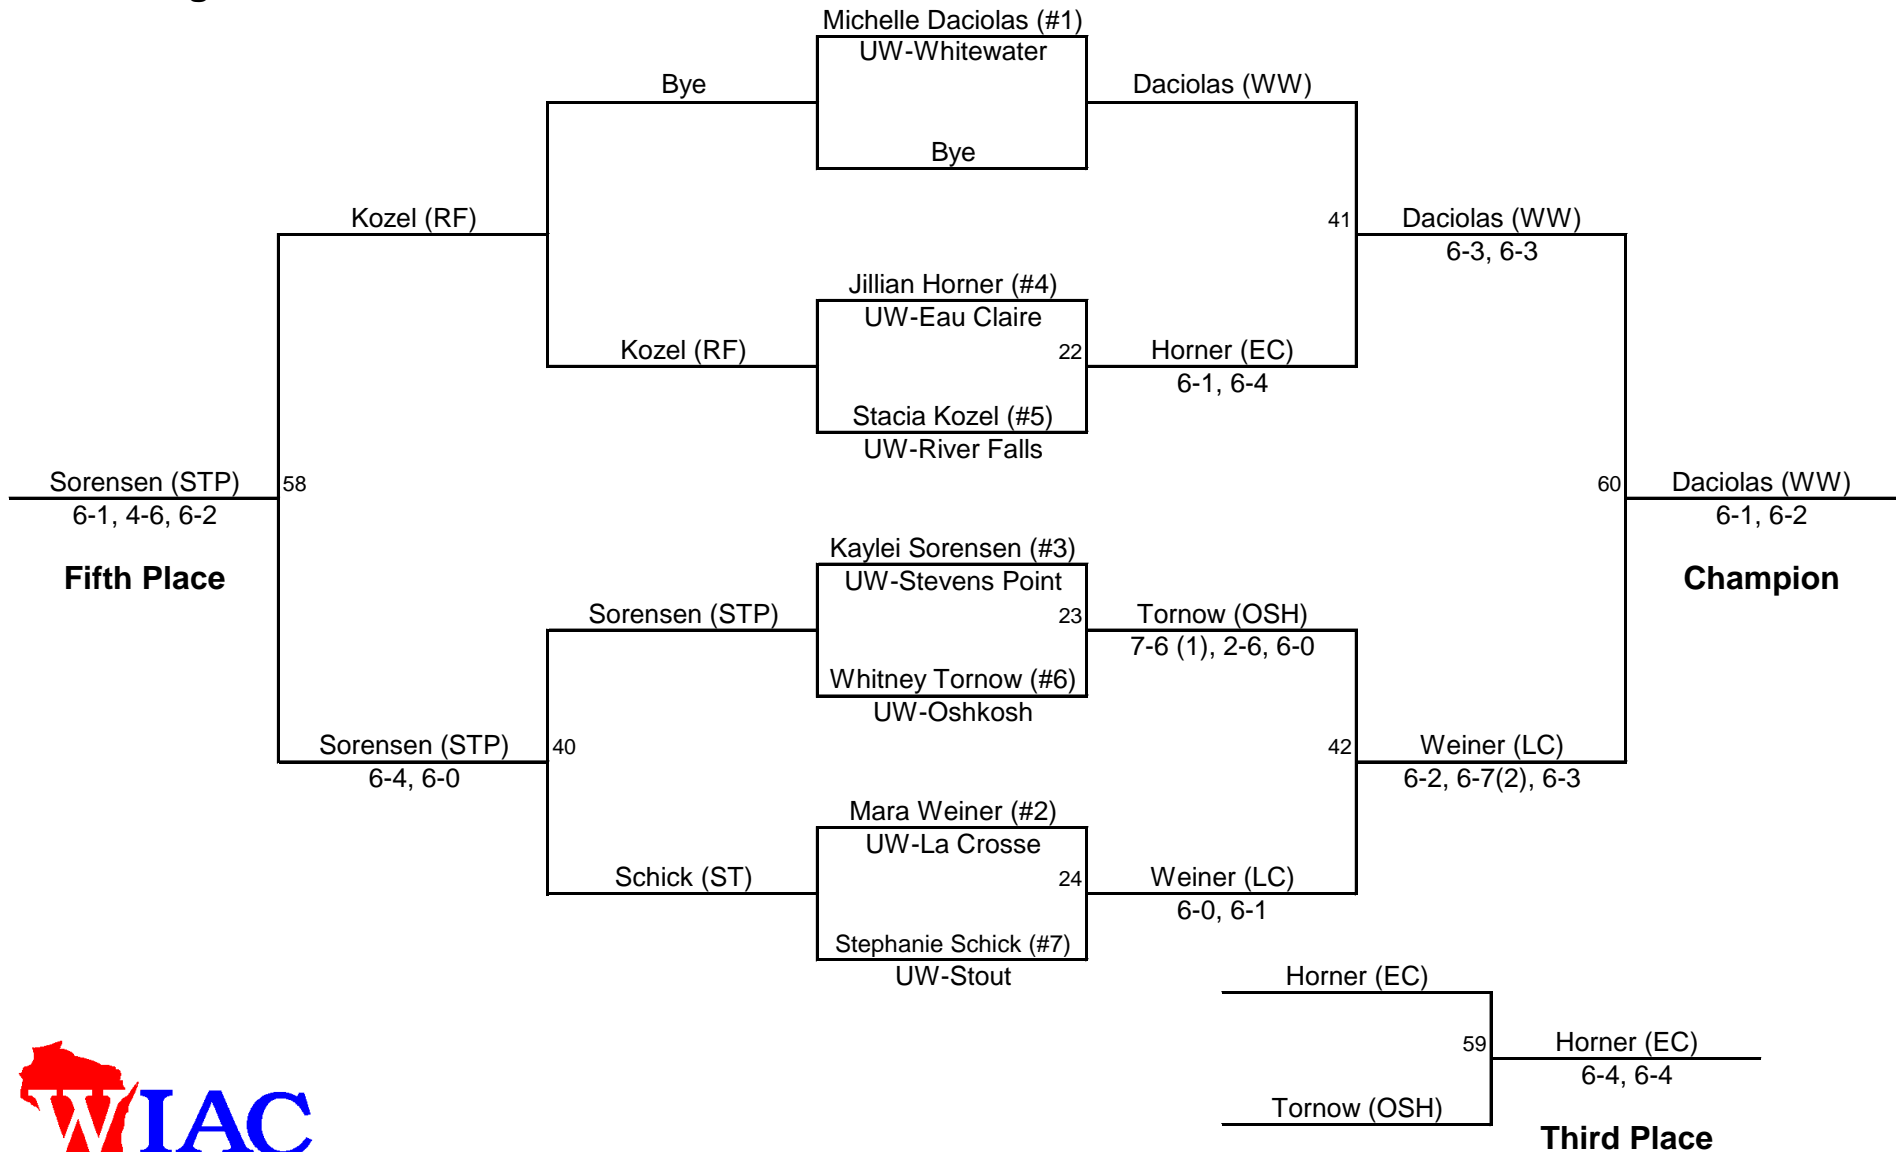 Michelle Daciolas (#1)
UW-Whitewater
Bye
Daciolas (WW)
Bye
Kozel (RF)
41
Daciolas (WW)
6-3, 6-3
Jillian Horner (#4)
UW-Eau Claire
Kozel (RF)
22
Horner (EC)
6-1, 6-4
Stacia Kozel (#5)
UW-River Falls
Sorensen (STP)
58
6-1, 4-6, 6-2
60
Daciolas (WW)
6-1, 6-2
Fifth Place
Kaylei Sorensen (#3)
UW-Stevens Point
Champion
Sorensen (STP)
23
Tornow (OSH)
7-6 (1), 2-6, 6-0
Whitney Tornow (#6)
UW-Oshkosh
Sorensen (STP)
40
6-4, 6-0
42
Weiner (LC)
6-2, 6-7(2), 6-3
Mara Weiner (#2)
UW-La Crosse
Schick (ST)
24
Weiner (LC)
6-0, 6-1
Stephanie Schick (#7)
UW-Stout
Horner (EC)
59
Horner (EC)
6-4, 6-4
Tornow (OSH)
Third Place
WIAC